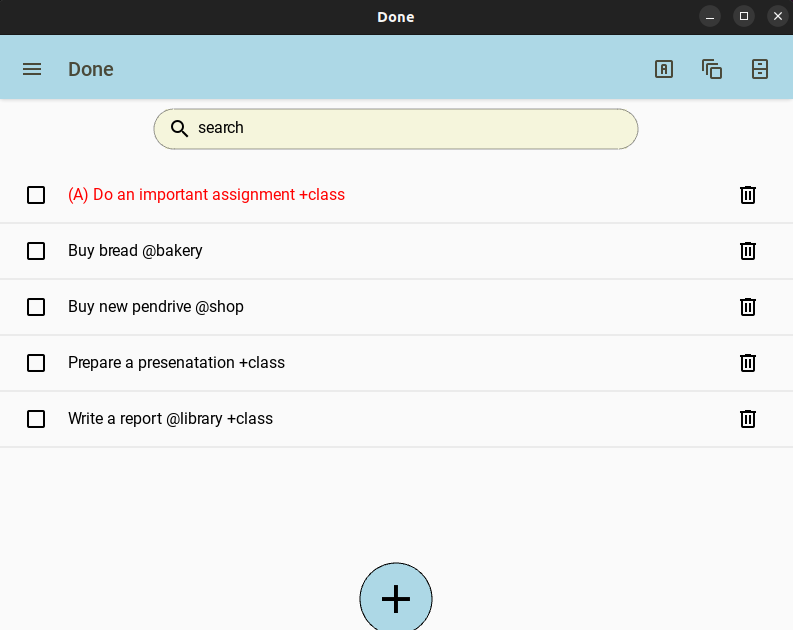 Done
Done
search
(A) Do an important assignment +class
Buy bread @bakery
Buy new pendrive @shop
Prepare a presenatation +class
Write a report @library +class